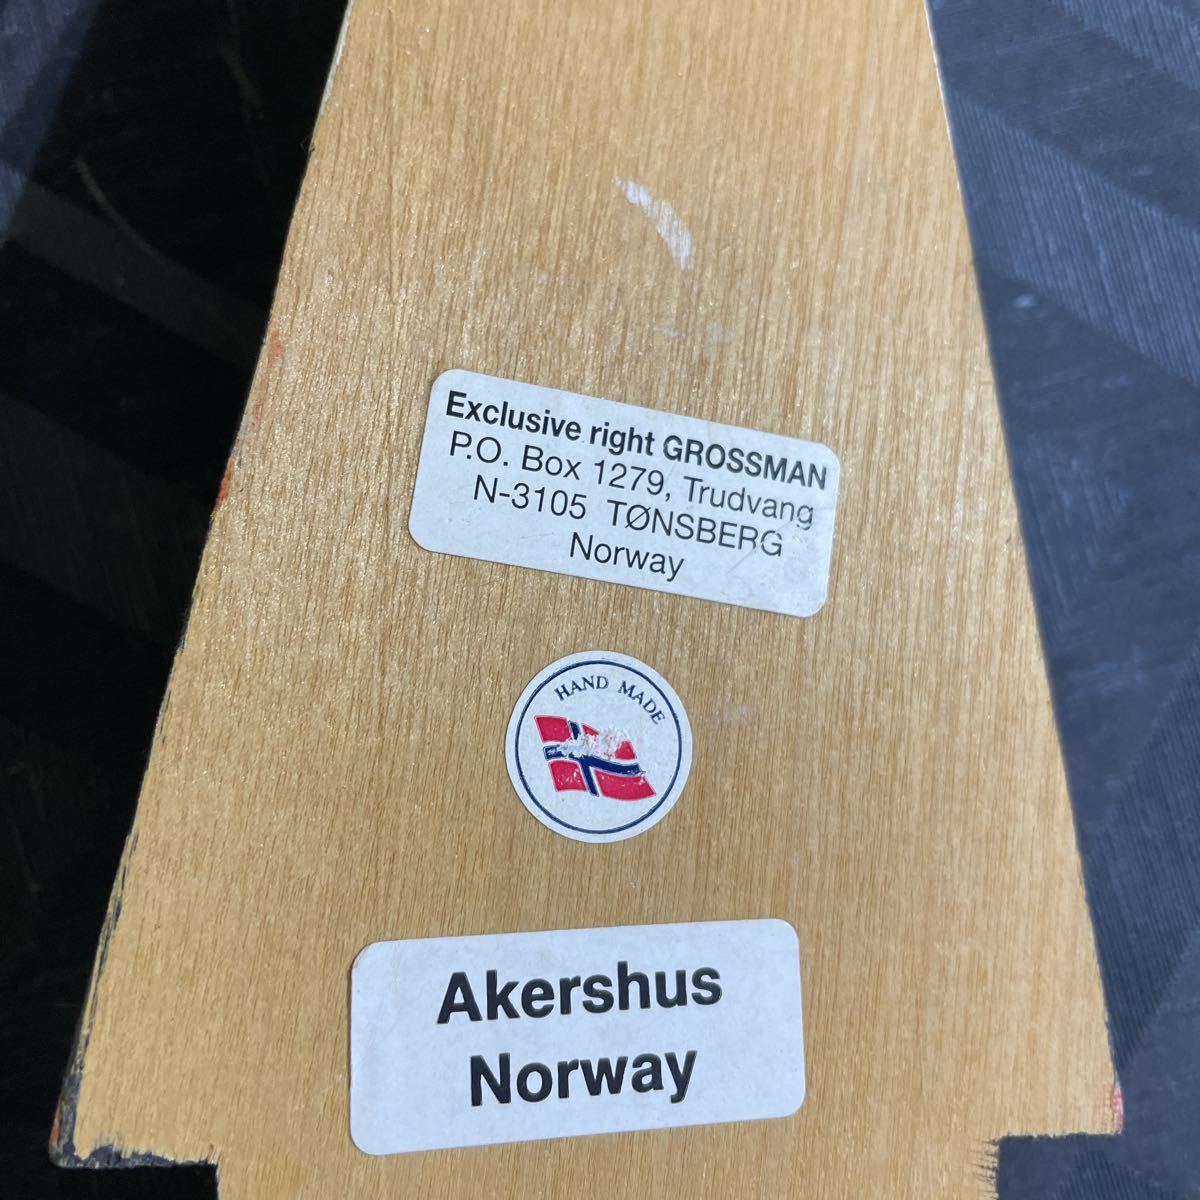 Exclusive right GROSSMAN
P.O. Box 1279, Trudvang
N-3105 TØNSBERG
Norway
HAND MADE
Akershus
Norway